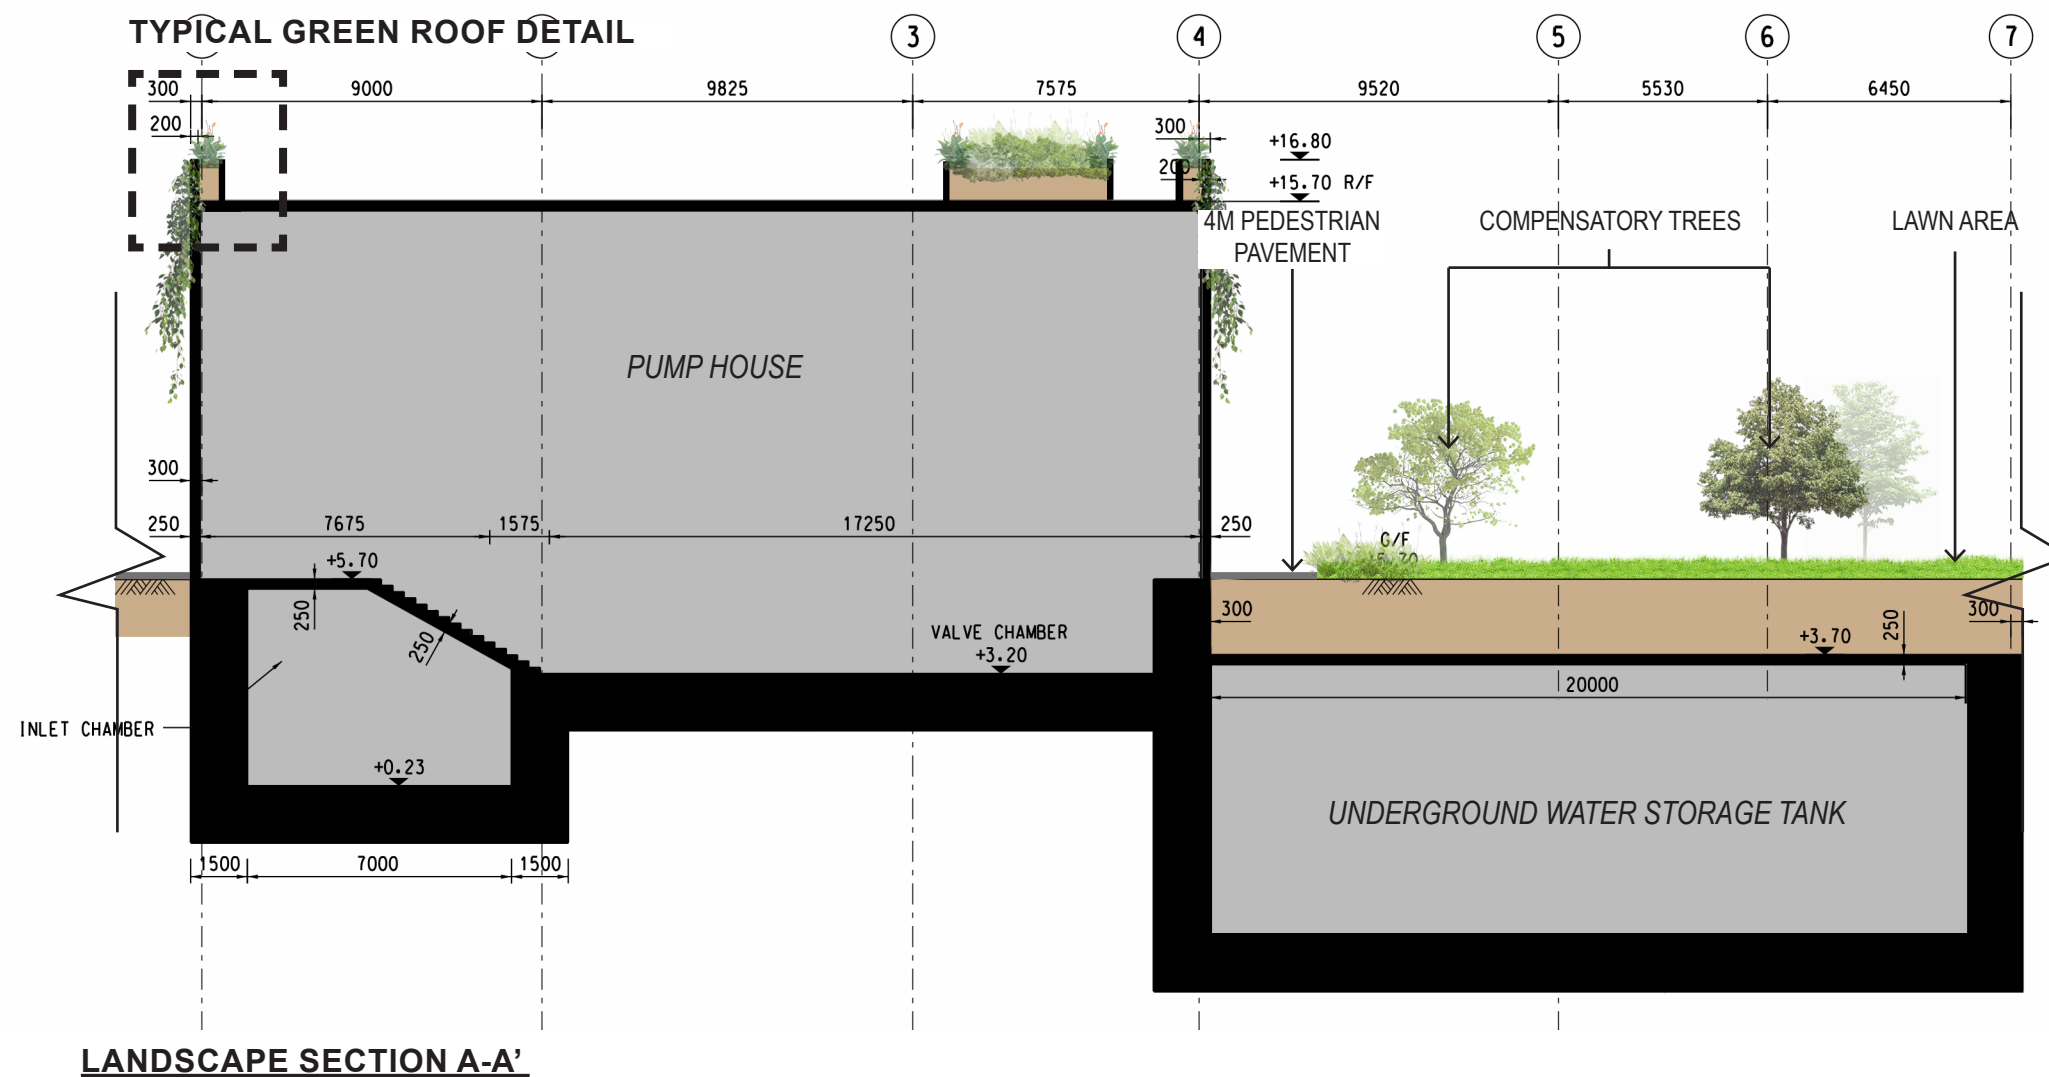 TYPICAL GREEN ROOF DETAIL
3
4
5
6
7
300
9000
9825
7575
9520
5530
6450
200
300
+16.80
200
+15.70 R/F
4M PEDESTRIAN
PAVEMENT
COMPENSATORY TREES
LAWN AREA
PUMP HOUSE
300
250
7675
1575
17250
250
G/F
+5.70
250
250
VALVE CHAMBER
+3.20
300
300
+3.70
250
20000
INLET CHAMBER
+0.23
UNDERGROUND WATER STORAGE TANK
1500
7000
1500
LANDSCAPE SECTION A-A’